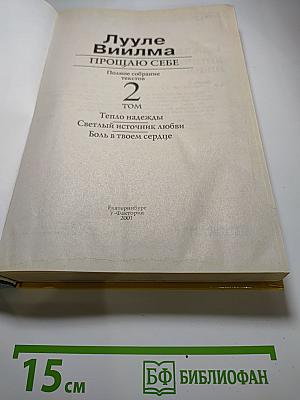 Лууле
Виилма
ПРОЩАЮ СЕБЕ
Полное собрание
текстов
2
ТОМ
Тепло надежды
Светлый источник любви
Боль в твоем сердце
Екатеринбург
У-Фактория
2001
15 см
БФ БИБЛИОФАН